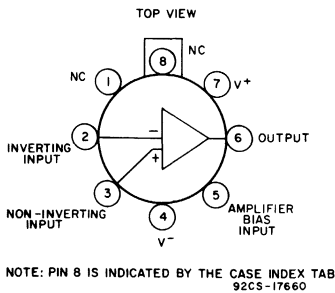 TOP VIEW
NC
8
NC
1
7
V+
2
−
6
OUTPUT
INVERTING
INPUT
+
3
5
NON-INVERTING
INPUT
4
AMPLIFIER
BIAS
INPUT
V−
NOTE: PIN 8 IS INDICATED BY THE CASE INDEX TAB
92CS-17660